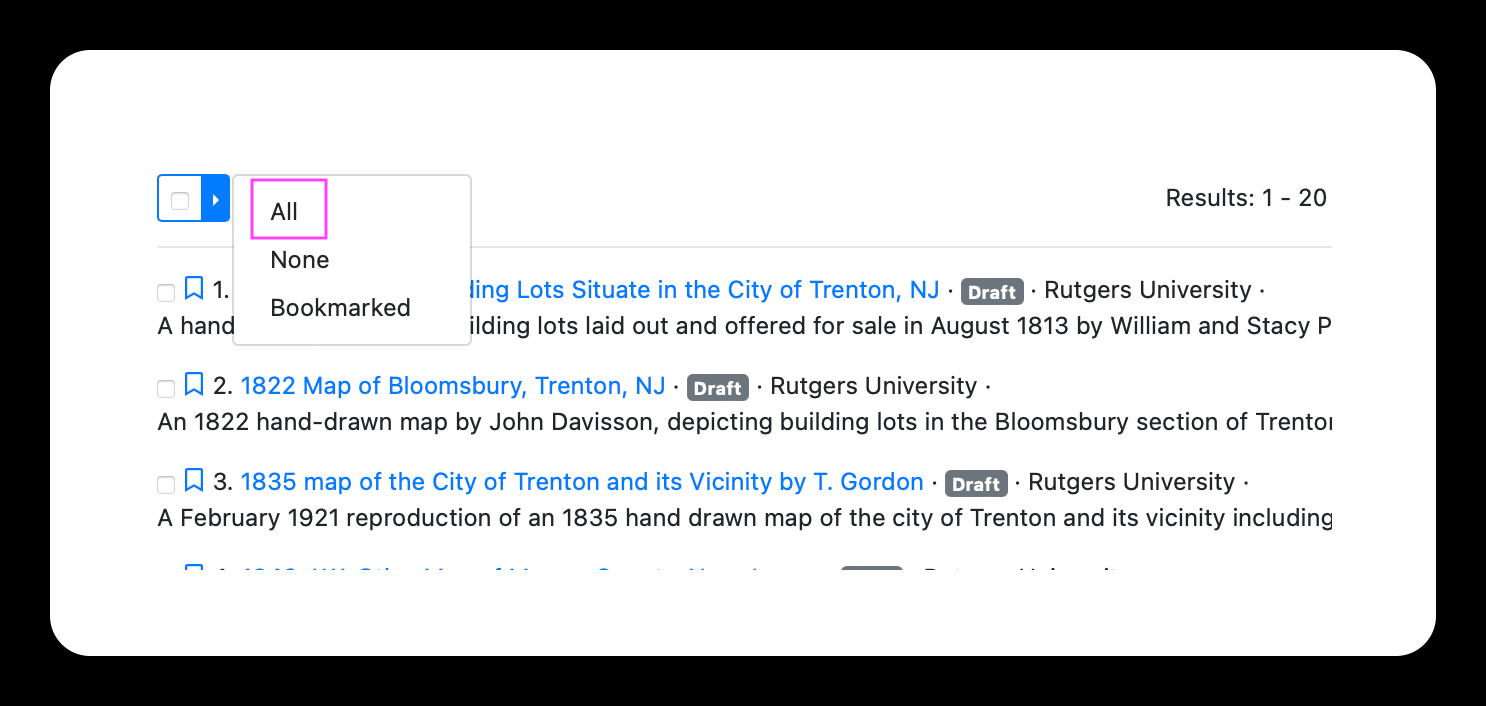 All
Results: 1 - 20
None
1. ding Lots Situate in the City of Trenton, NJ · Draft · Rutgers University ·
Bookmarked
A hand ilding lots laid out and offered for sale in August 1813 by William and Stacy P
2. 1822 Map of Bloomsbury, Trenton, NJ · Draft · Rutgers University ·
An 1822 hand-drawn map by John Davisson, depicting building lots in the Bloomsbury section of Trenton
3. 1835 map of the City of Trenton and its Vicinity by T. Gordon · Draft · Rutgers University ·
A February 1921 reproduction of an 1835 hand drawn map of the city of Trenton and its vicinity including